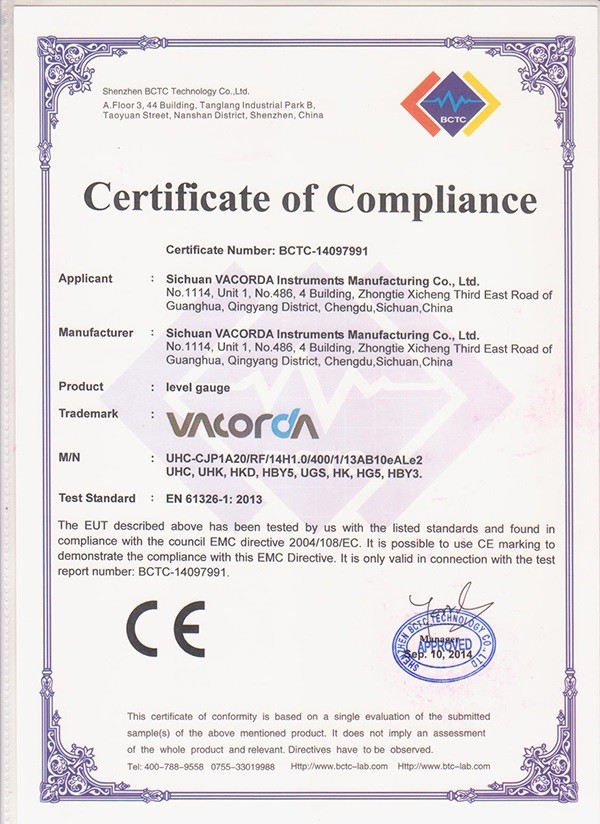 Shenzhen BCTC Technology Co.,Ltd.
A.Floor 3, 44 Building, Tanglang Industrial Park B,
Taoyuan Street, Nanshan District, Shenzhen, China
BCTC
Certificate of Compliance
Certificate Number: BCTC-14097991
Applicant : Sichuan VACORDA Instruments Manufacturing Co., Ltd.
No.1114, Unit 1, No.486, 4 Building, Zhongtie Xicheng Third East Road of
Guanghua, Qingyang District, Chengdu,Sichuan,China
Manufacturer : Sichuan VACORDA Instruments Manufacturing Co., Ltd.
No.1114, Unit 1, No.486, 4 Building, Zhongtie Xicheng Third East Road of
Guanghua, Qingyang District, Chengdu,Sichuan,China
Product : level gauge
Trademark : VACORDA
M/N : UHC-CJP1A20/RF/14H1.0/400/1/13AB10eALe2
UHC, UHK, HKD, HBY5, UGS, HK, HG5, HBY3.
Test Standard : EN 61326-1: 2013
The EUT described above has been tested by us with the listed standards and found in
compliance with the council EMC directive 2004/108/EC. It is possible to use CE marking to
demonstrate the compliance with this EMC Directive. It is only valid in connection with the test
report number: BCTC-14097991.
CE
SHENZHEN BCTC TECHNOLOGY CO., LTD
Manager
APPROVED
Sep. 10, 2014
This certificate of conformity is based on a single evaluation of the submitted
sample(s) of the above mentioned product. It does not imply an assessment
of the whole product and relevant. Directives have to be observed.
Tel: 400-788-9558 0755-33019988 Http://www.bctc-lab.com Http://www.btc-lab.com